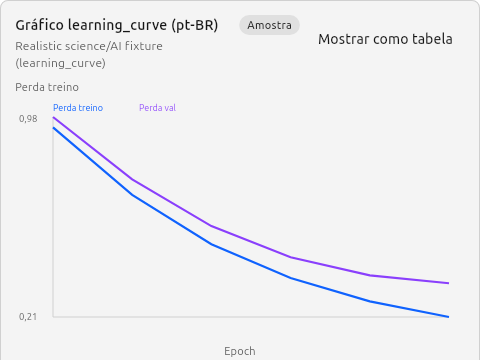 Gráfico learning_curve (pt-BR)
Amostra
Mostrar como tabela
Realistic science/AI fixture
(learning_curve)
Perda treino
Perda treino
Perda val
0,98
0,21
Epoch